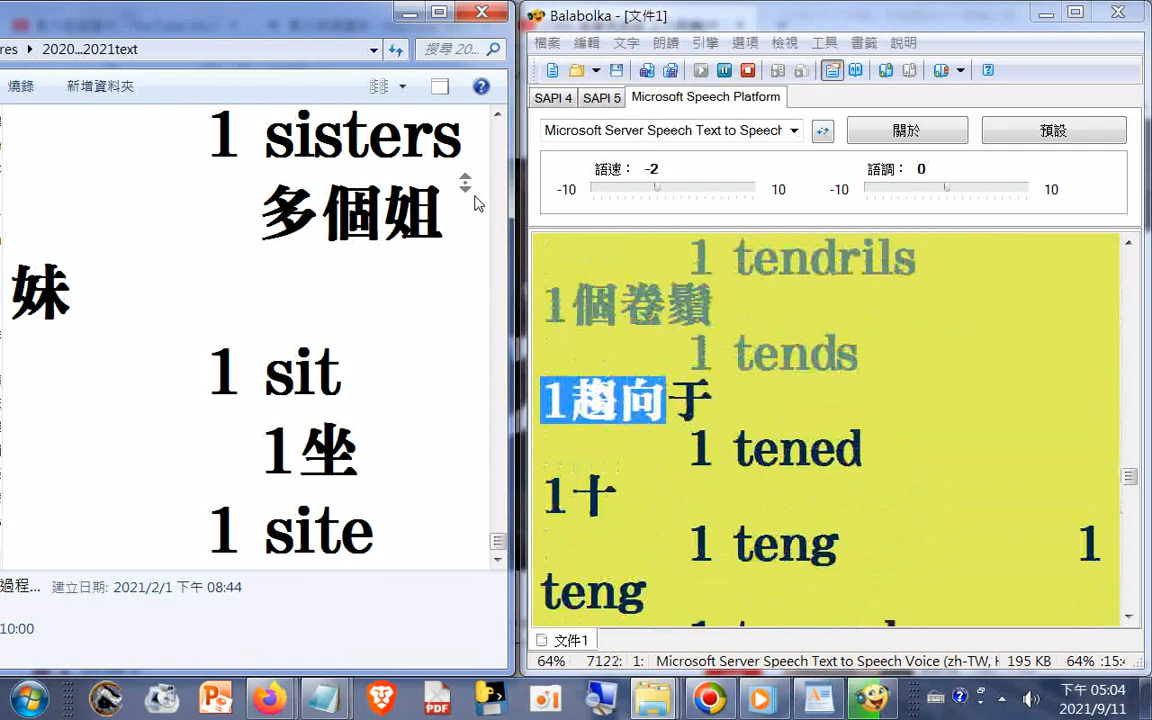 res ▸ 2020...2021text
搜尋 20...
燒錄 新增資料夾
1 sisters
多個姐
妹
1 sit
1坐
1 site
過程... 建立日期: 2021/2/1 下午 08:44
10:00
Balabolka - [文件1]
檔案 編輯 文字 朗讀 引擎 選項 檢視 工具 書籤 說明
SAPI 4 SAPI 5 Microsoft Speech Platform
Microsoft Server Speech Text to Speech 關於 預設
語速： -2 語調： 0
-10 10 -10 10
1 tendrils
1個卷鬚
1 tends
1趨向于
1 tened
1十
1 teng 1
teng
文件1
64% 7122: 1: Microsoft Server Speech Text to Speech Voice (zh-TW, H 195 KB 64% :15:
PDF
下午 05:04
2021/9/11